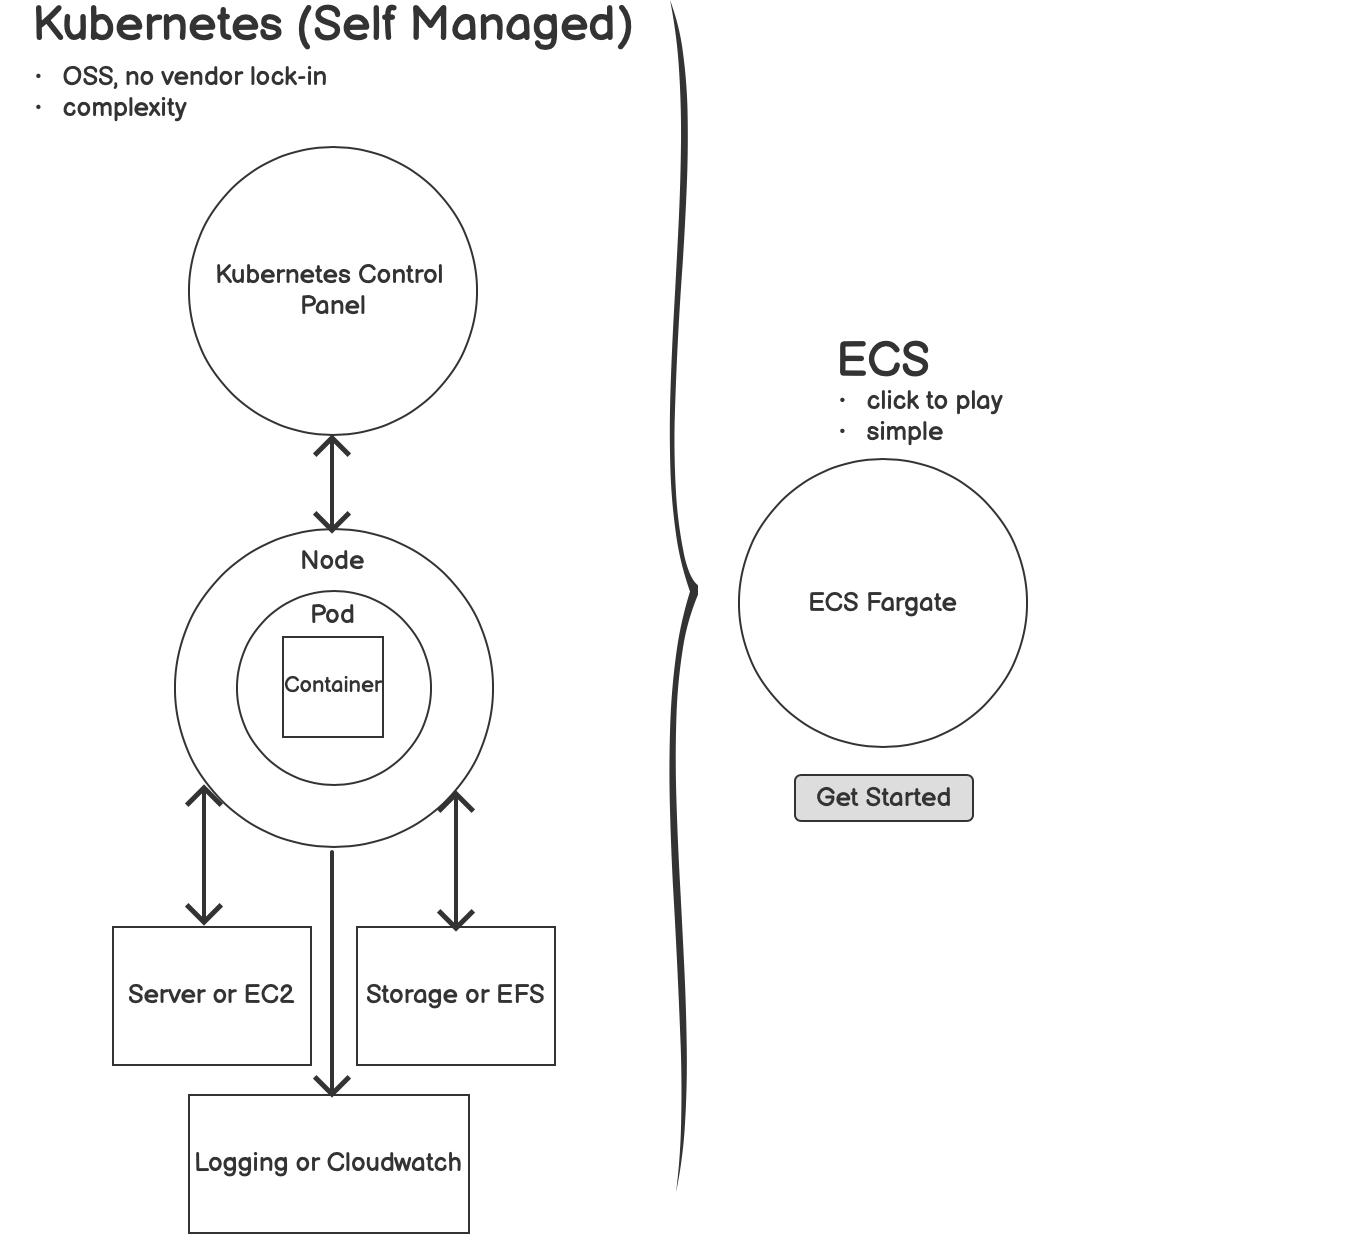 Kubernetes (Self Managed)
· OSS, no vendor lock-in
· complexity
Kubernetes Control
Panel
Node
Pod
Container
Server or EC2
Storage or EFS
Logging or Cloudwatch
ECS
· click to play
· simple
ECS Fargate
Get Started